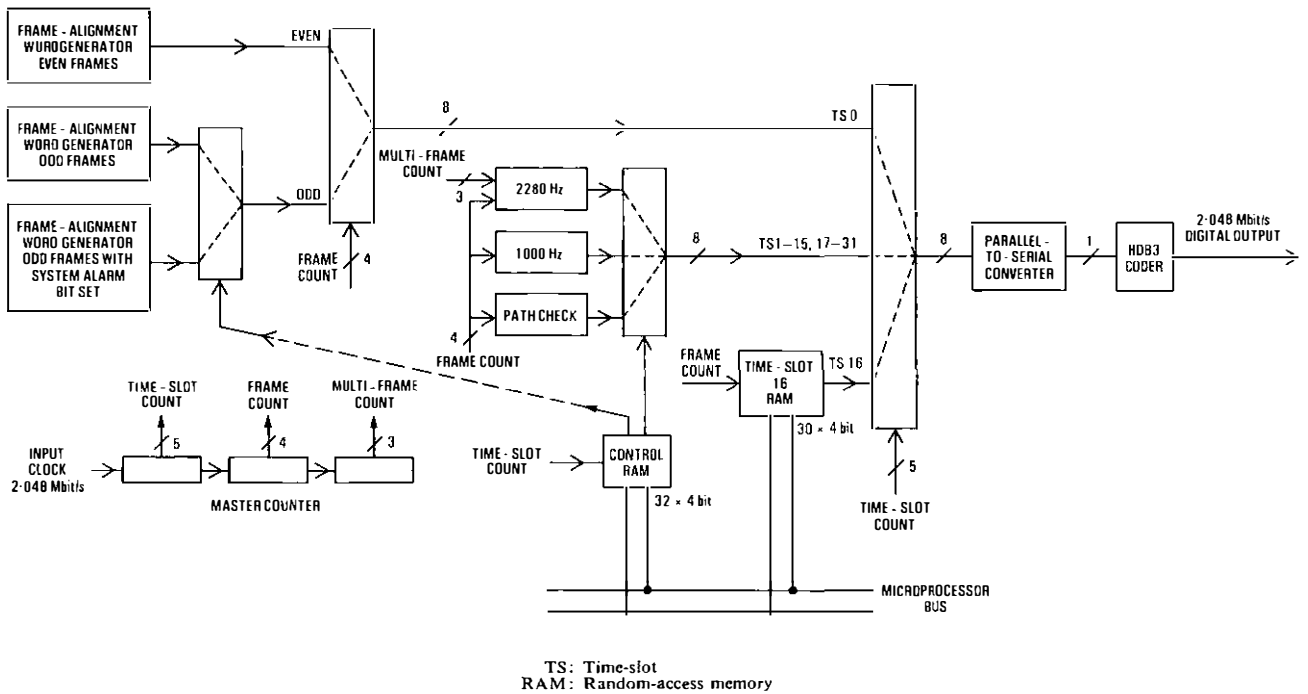 FRAME - ALIGNMENT
WUROGENERATOR
EVEN FRAMES
EVEN
FRAME - ALIGNMENT
WORD GENERATOR
OOD FRAMES
ODD
FRAME - ALIGNMENT
WORD GENERATOR
ODD FRAMES WITH
SYSTEM ALARM
BIT SET
FRAME COUNT
4
8
TS 0
MULTI - FRAME
COUNT
3
2280 Hz
1000 Hz
PATH CHECK
4
FRAME COUNT
8
TS1-15, 17-31
8
PARALLEL -
TO - SERIAL
CONVERTER
1
HDB3
CODER
2·048 Mbit/s
DIGITAL OUTPUT
FRAME
COUNT
TIME - SLOT
16
RAM
TS 16
30 × 4 bit
5
TIME - SLOT
COUNT
TIME - SLOT
COUNT
5
FRAME
COUNT
4
MULTI - FRAME
COUNT
3
INPUT
CLOCK
2·048 Mbit/s
MASTER COUNTER
TIME - SLOT
COUNT
CONTROL
RAM
32 × 4 bit
MICROPROCESSOR
BUS
TS: Time-slot
RAM: Random-access memory